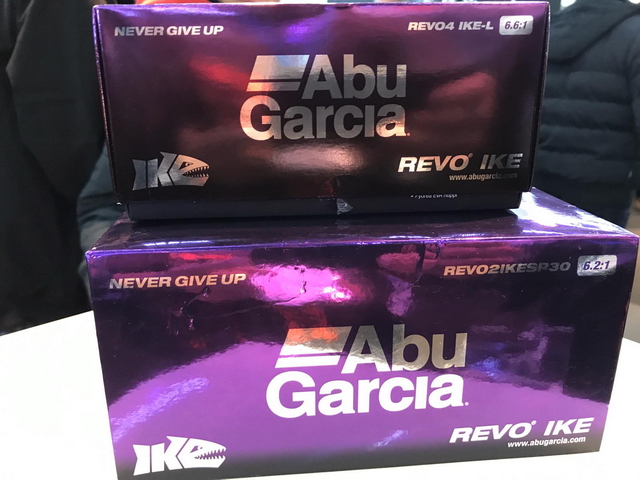 NEVER GIVE UP
REVO4 IKE-L 6.6:1
Abu
Garcia
IKE
REVO IKE
www.abugarcia.com
NEVER GIVE UP
REVO2IKESP30 6.2:1
Abu
Garcia
IKE
REVO IKE
www.abugarcia.com